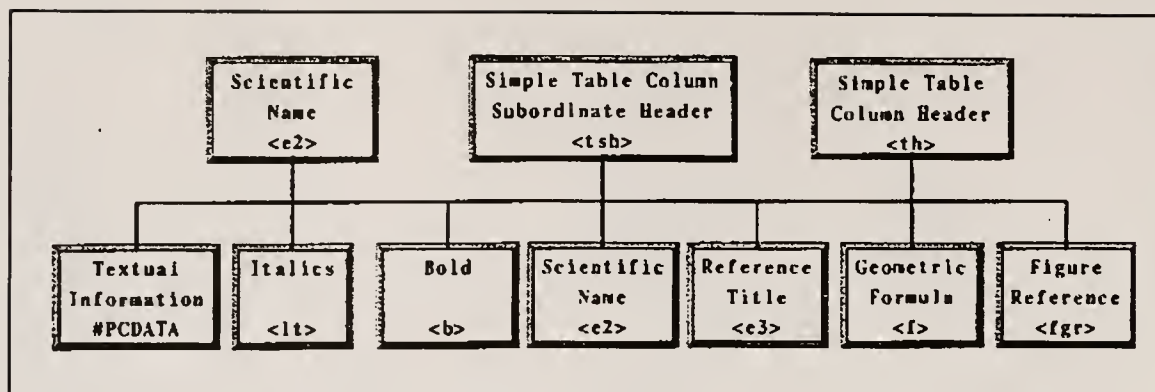 Scientific
Name
<e2>
Simple Table Column
Subordinate Header
<tsh>
Simple Table
Column Header
<th>
Textual
Information
#PCDATA
Italics
<it>
Bold
<b>
Scientific
Name
<e2>
Reference
Title
<e3>
Geometric
Formula
<f>
Figure
Reference
<fgr>